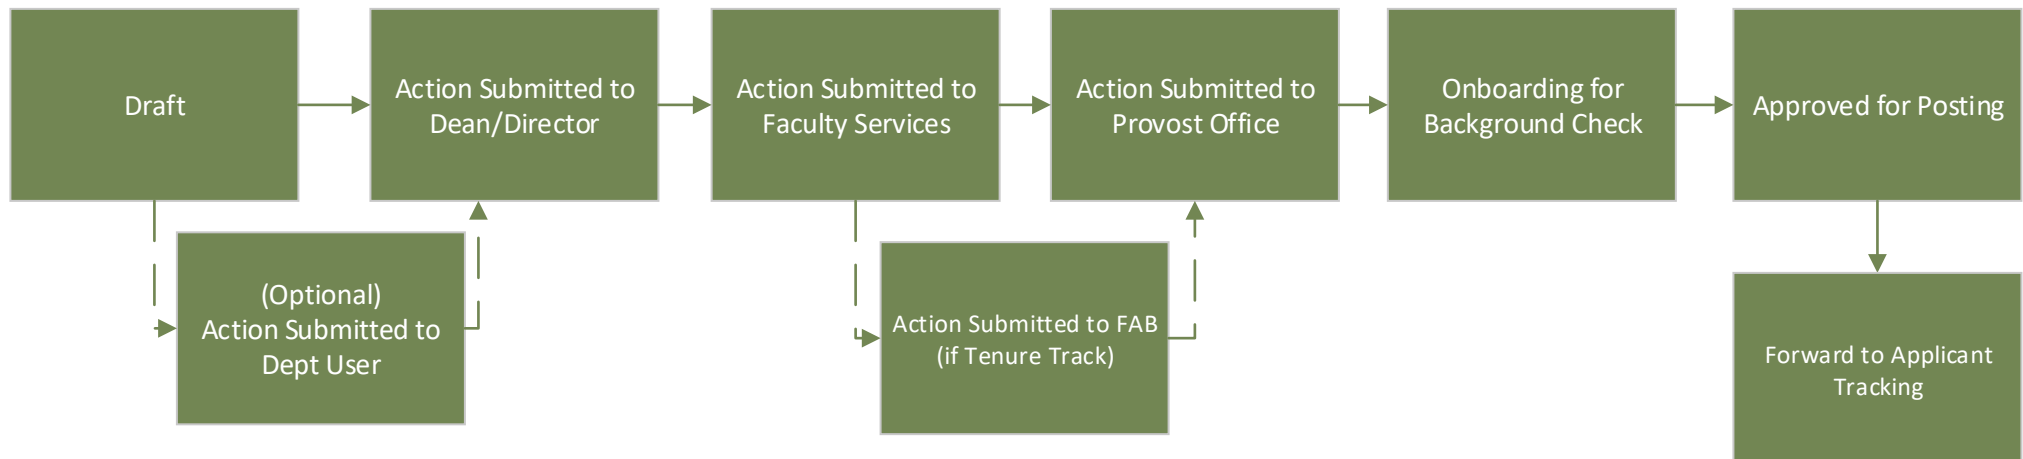 Draft
Action Submitted to
Dean/Director
Action Submitted to
Faculty Services
Action Submitted to
Provost Office
Onboarding for
Background Check
Approved for Posting
(Optional)
Action Submitted to
Dept User
Action Submitted to FAB
(if Tenure Track)
Forward to Applicant
Tracking